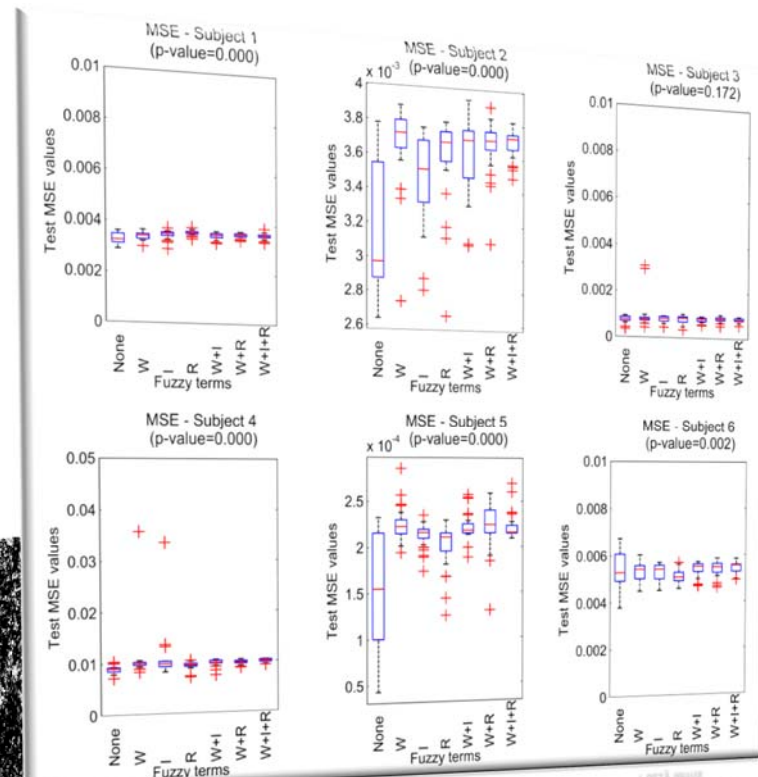 MSE - Subject 1
(p-value=0.000)
0.01
0.008
0.006
0.004
0.002
0
Test MSE values
None
W
I
R
W+I
W+R
W+I+R
Fuzzy terms
MSE - Subject 2
(p-value=0.000)
x 10⁻³
4
3.8
3.6
3.4
3.2
3
2.8
2.6
Test MSE values
None
W
I
R
W+I
W+R
W+I+R
Fuzzy terms
MSE - Subject 3
(p-value=0.172)
0.01
0.008
0.006
0.004
0.002
0
Test MSE values
None
W
I
R
W+I
W+R
W+I+R
Fuzzy terms
MSE - Subject 4
(p-value=0.000)
0.05
0.04
0.03
0.02
0.01
0
Test MSE values
None
W
I
R
W+I
W+R
W+I+R
Fuzzy terms
MSE - Subject 5
(p-value=0.000)
x 10⁻⁴
2.5
2
1.5
1
0.5
Test MSE values
None
W
I
R
W+I
W+R
W+I+R
Fuzzy terms
MSE - Subject 6
(p-value=0.002)
0.01
0.008
0.006
0.004
0.002
0
Test MSE values
None
W
I
R
W+I
W+R
W+I+R
Fuzzy terms